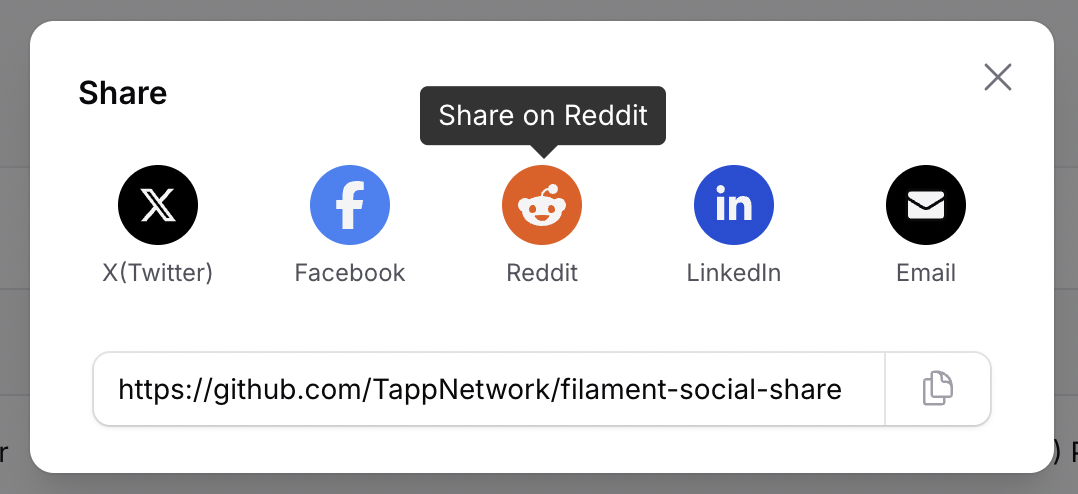 Share
Share on Reddit
X(Twitter)
Facebook
Reddit
LinkedIn
Email
https://github.com/TappNetwork/filament-social-share